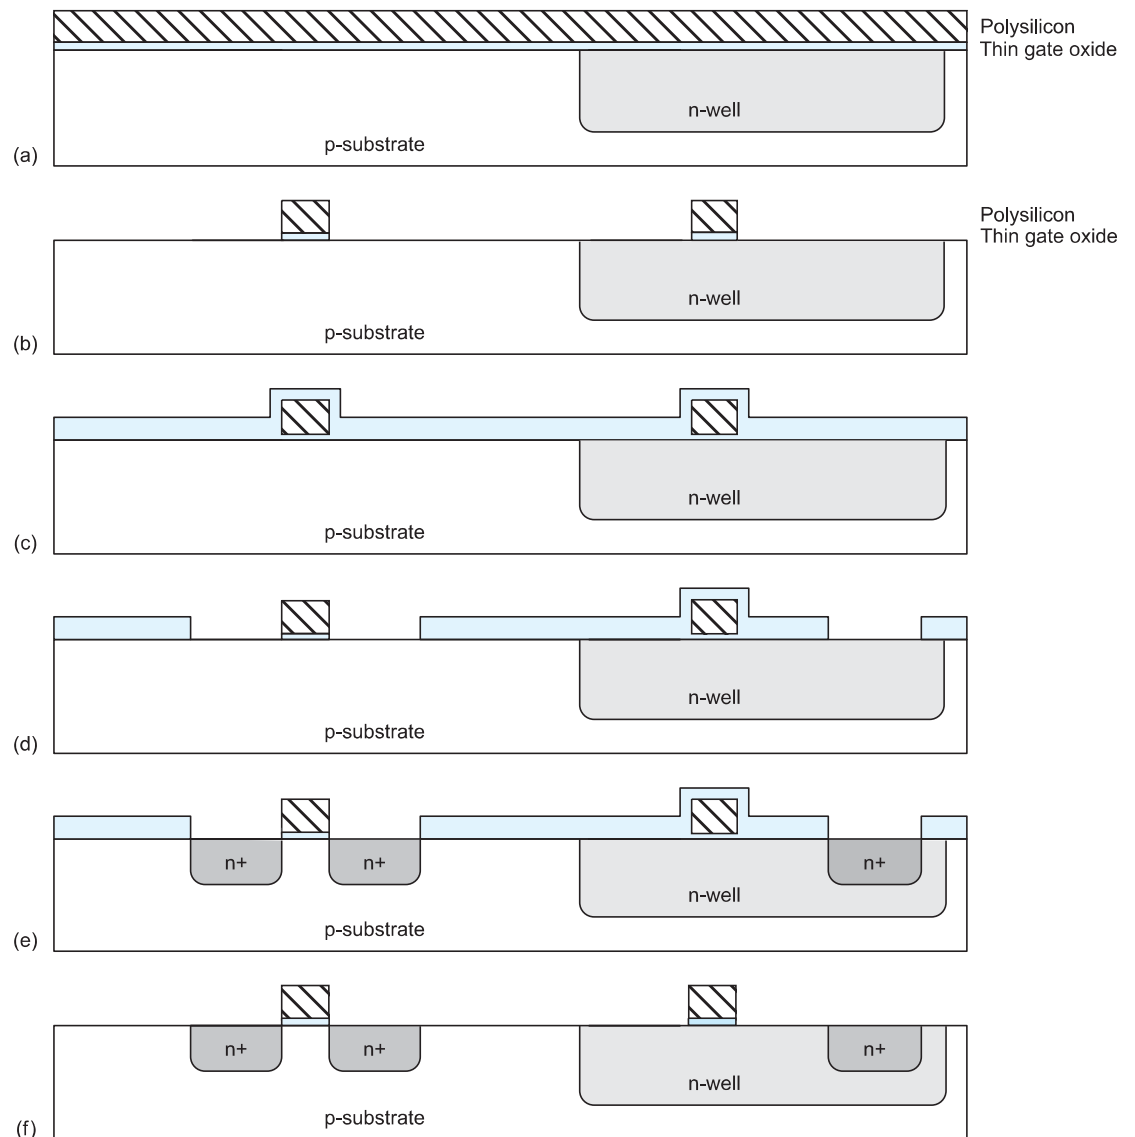 Polysilicon
Thin gate oxide
n-well
p-substrate
(a)
Polysilicon
Thin gate oxide
n-well
p-substrate
(b)
n-well
p-substrate
(c)
n-well
p-substrate
(d)
n+ n+ n+
n-well
p-substrate
(e)
n+ n+ n+
n-well
p-substrate
(f)